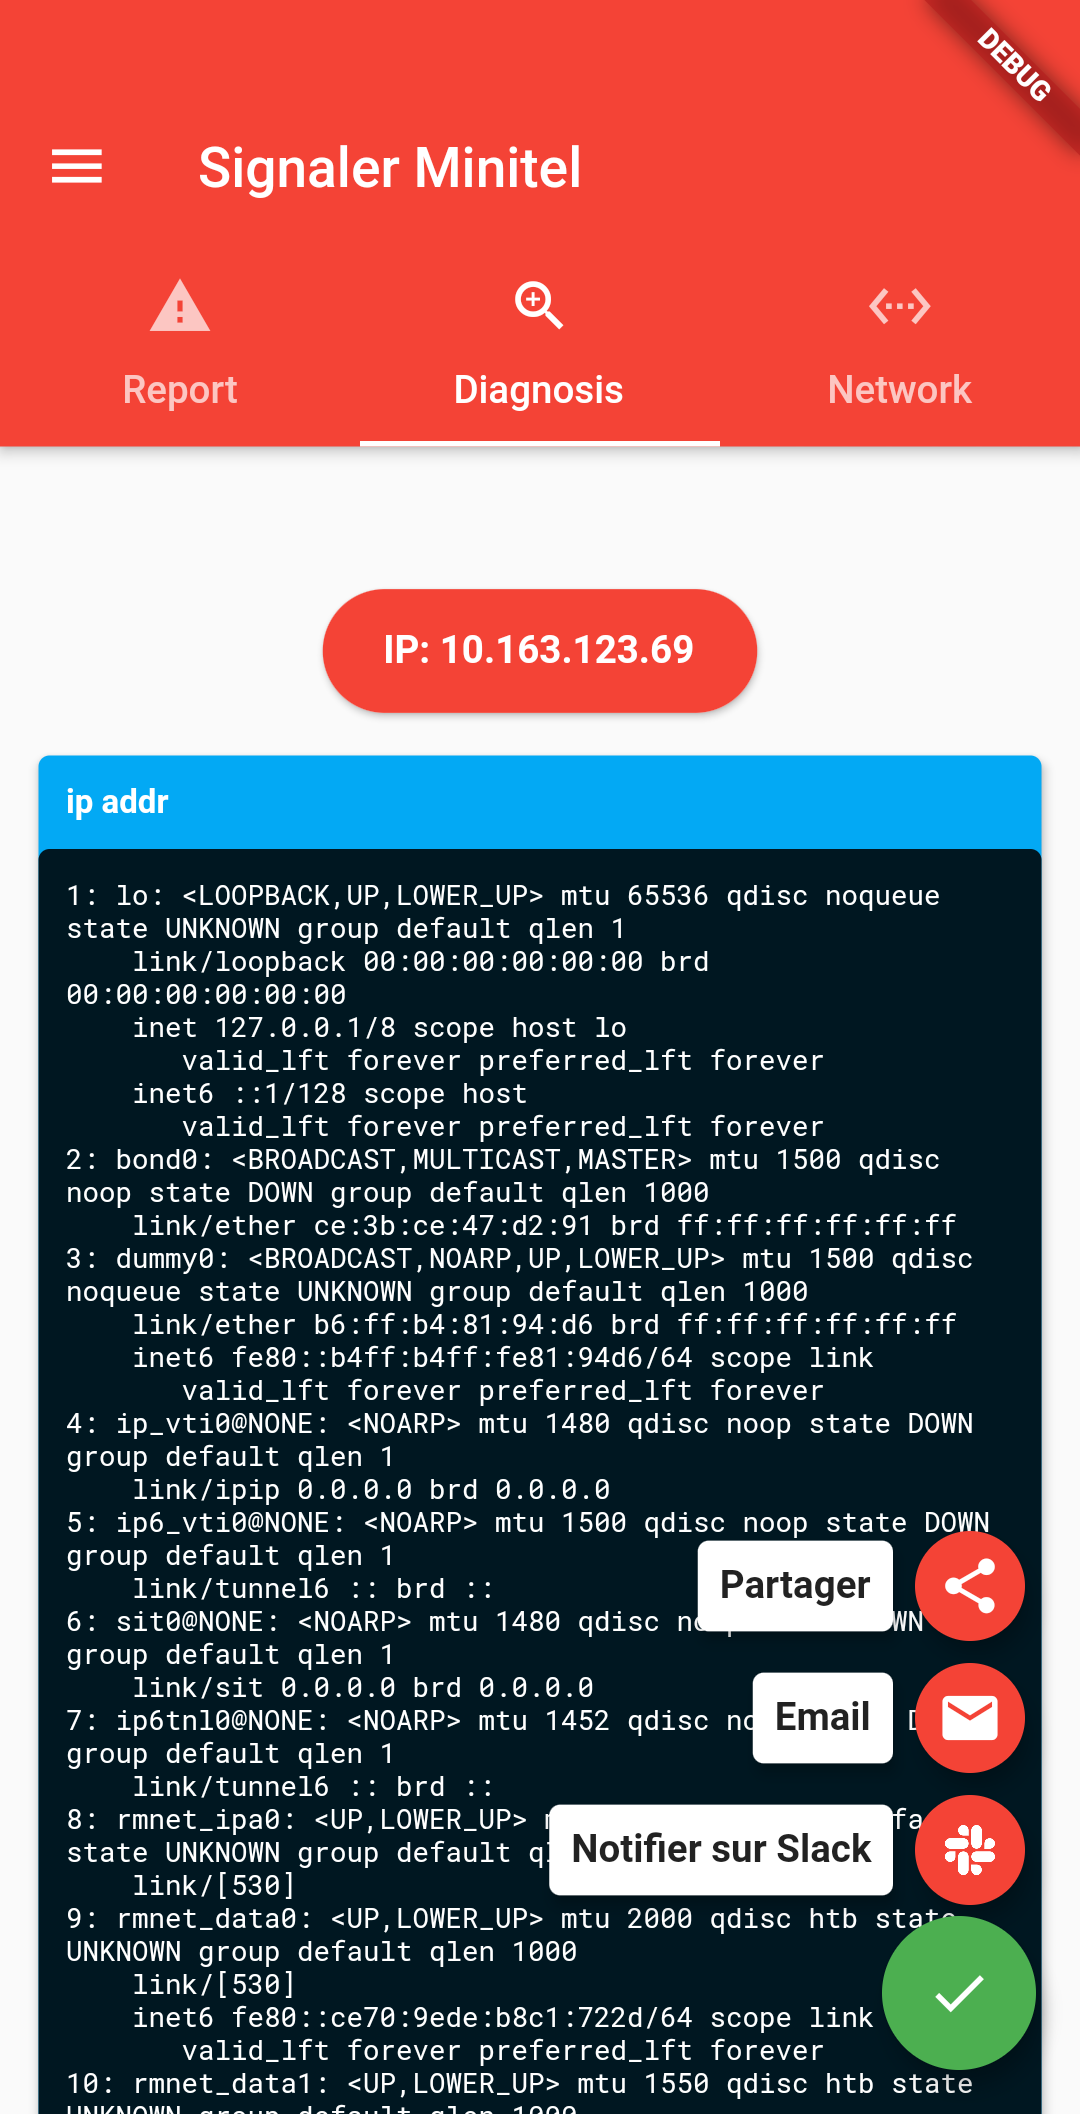 DEBUG
Signaler Minitel
Report
Diagnosis
Network
IP: 10.163.123.69
ip addr
1: lo: <LOOPBACK,UP,LOWER_UP> mtu 65536 qdisc noqueue
state UNKNOWN group default qlen 1
link/loopback 00:00:00:00:00:00 brd
00:00:00:00:00:00
inet 127.0.0.1/8 scope host lo
valid_lft forever preferred_lft forever
inet6 ::1/128 scope host
valid_lft forever preferred_lft forever
2: bond0: <BROADCAST,MULTICAST,MASTER> mtu 1500 qdisc
noop state DOWN group default qlen 1000
link/ether ce:3b:ce:47:d2:91 brd ff:ff:ff:ff:ff:ff
3: dummy0: <BROADCAST,NOARP,UP,LOWER_UP> mtu 1500 qdisc
noqueue state UNKNOWN group default qlen 1000
link/ether b6:ff:b4:81:94:d6 brd ff:ff:ff:ff:ff:ff
inet6 fe80::b4ff:b4ff:fe81:94d6/64 scope link
valid_lft forever preferred_lft forever
4: ip_vti0@NONE: <NOARP> mtu 1480 qdisc noop state DOWN
group default qlen 1
link/ipip 0.0.0.0 brd 0.0.0.0
5: ip6_vti0@NONE: <NOARP> mtu 1500 qdisc noop state DOWN
group default qlen 1
link/tunnel6 :: brd ::
Partager
6: sit0@NONE: <NOARP> mtu 1480 qdisc
group default qlen 1
link/sit 0.0.0.0 brd 0.0.0.0
7: ip6tnl0@NONE: <NOARP> mtu 1452 qdisc
Email
group default qlen 1
link/tunnel6 :: brd ::
8: rmnet_ipa0: <UP,LOWER_UP>
state UNKNOWN group default
Notifier sur Slack
link/[530]
9: rmnet_data0: <UP,LOWER_UP> mtu 2000 qdisc htb state
UNKNOWN group default qlen 1000
link/[530]
inet6 fe80::ce70:9ede:b8c1:722d/64 scope link
valid_lft forever preferred_lft forever
10: rmnet_data1: <UP,LOWER_UP> mtu 1550 qdisc htb state
UNKNOWN group default qlen 1000